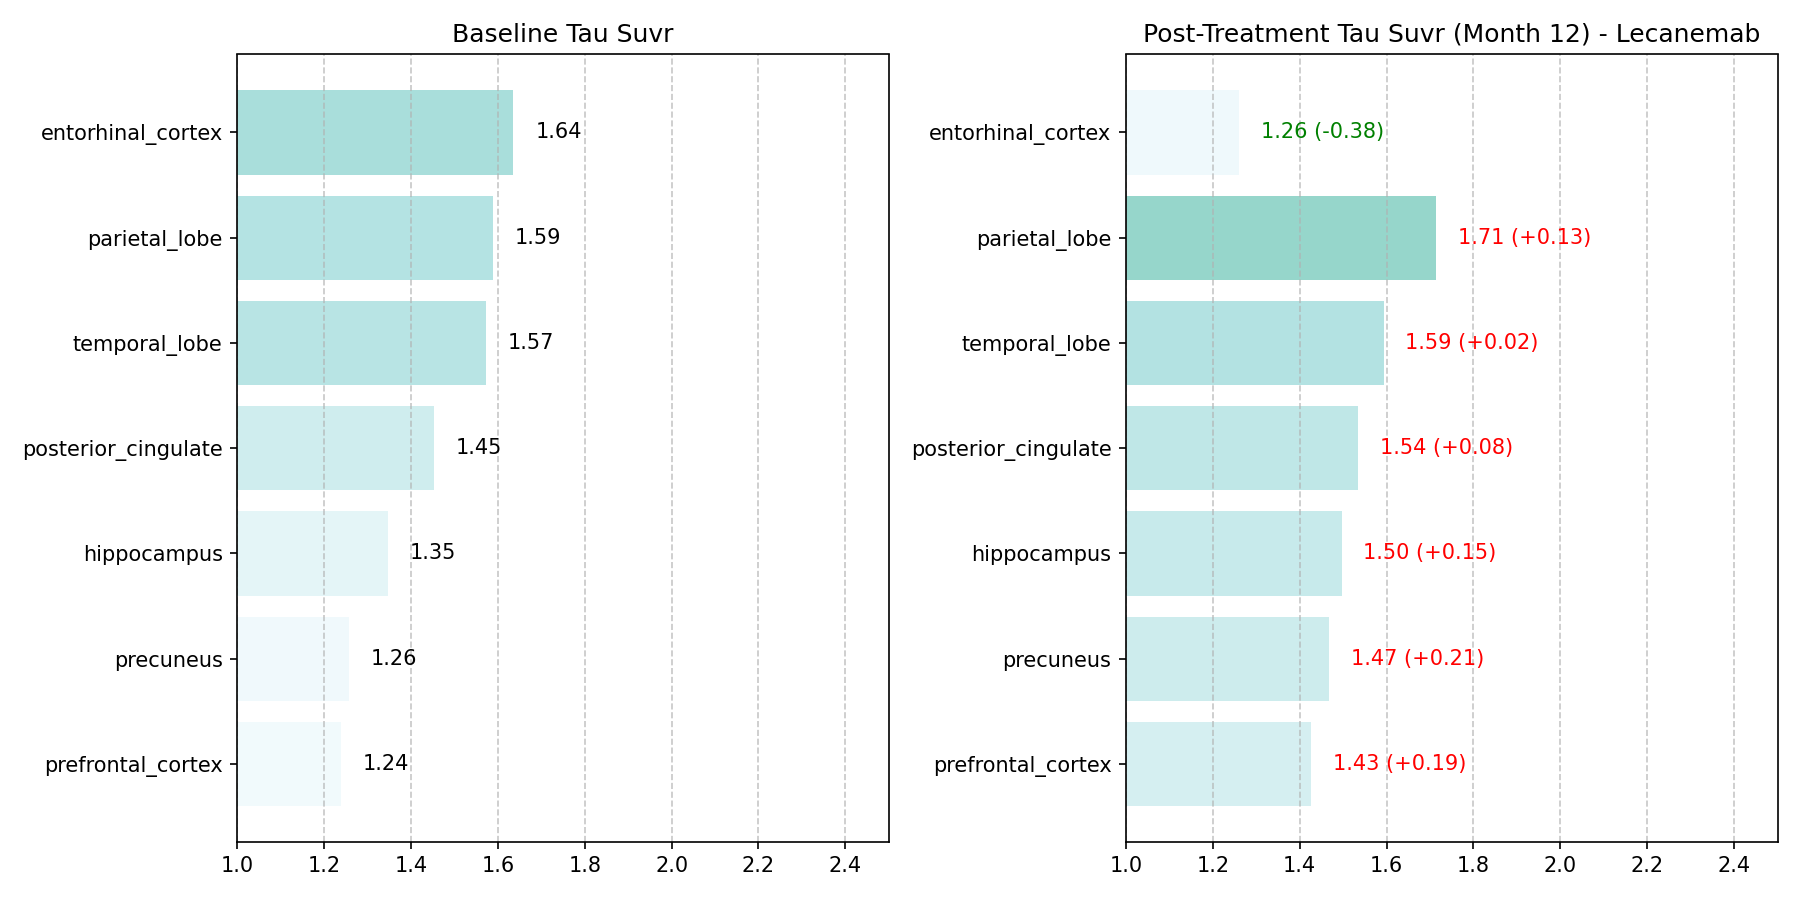 Baseline Tau Suvr
entorhinal_cortex
1.64
parietal_lobe
1.59
temporal_lobe
1.57
posterior_cingulate
1.45
hippocampus
1.35
precuneus
1.26
prefrontal_cortex
1.24
1.0 1.2 1.4 1.6 1.8 2.0 2.2 2.4
Post-Treatment Tau Suvr (Month 12) - Lecanemab
entorhinal_cortex
1.26 (-0.38)
parietal_lobe
1.71 (+0.13)
temporal_lobe
1.59 (+0.02)
posterior_cingulate
1.54 (+0.08)
hippocampus
1.50 (+0.15)
precuneus
1.47 (+0.21)
prefrontal_cortex
1.43 (+0.19)
1.0 1.2 1.4 1.6 1.8 2.0 2.2 2.4